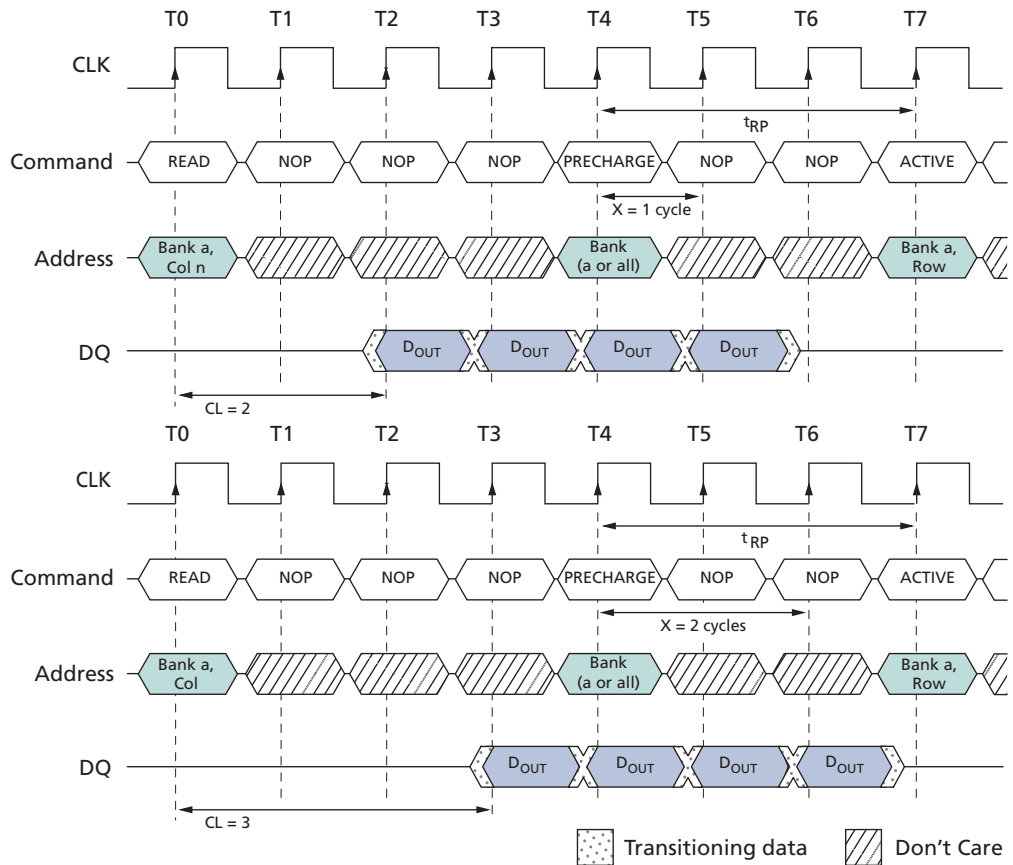 T0 T1 T2 T3 T4 T5 T6 T7
CLK
tRP
Command READ NOP NOP NOP PRECHARGE NOP NOP ACTIVE
X = 1 cycle
Address Bank a, Col n Bank (a or all) Bank a, Row
DQ DOUT DOUT DOUT DOUT
CL = 2
T0 T1 T2 T3 T4 T5 T6 T7
CLK
tRP
Command READ NOP NOP NOP PRECHARGE NOP NOP ACTIVE
X = 2 cycles
Address Bank a, Col Bank (a or all) Bank a, Row
DQ DOUT DOUT DOUT DOUT
CL = 3
Transitioning data Don't Care